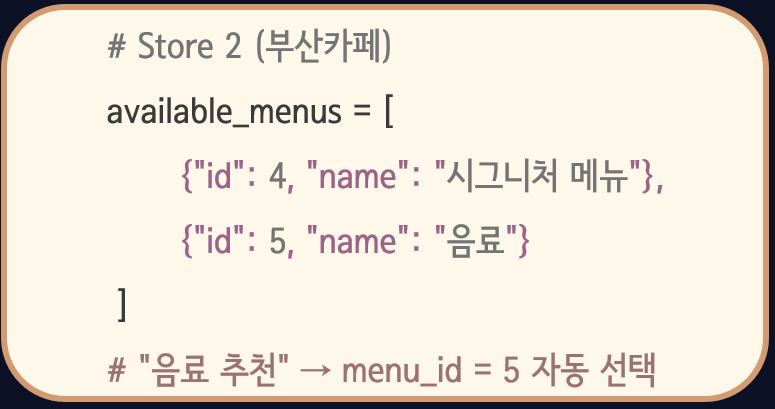 # Store 2 (부산카페)
available_menus = [
{"id": 4, "name": "시그니처 메뉴"},
{"id": 5, "name": "음료"}
]
# "음료 추천" → menu_id = 5 자동 선택